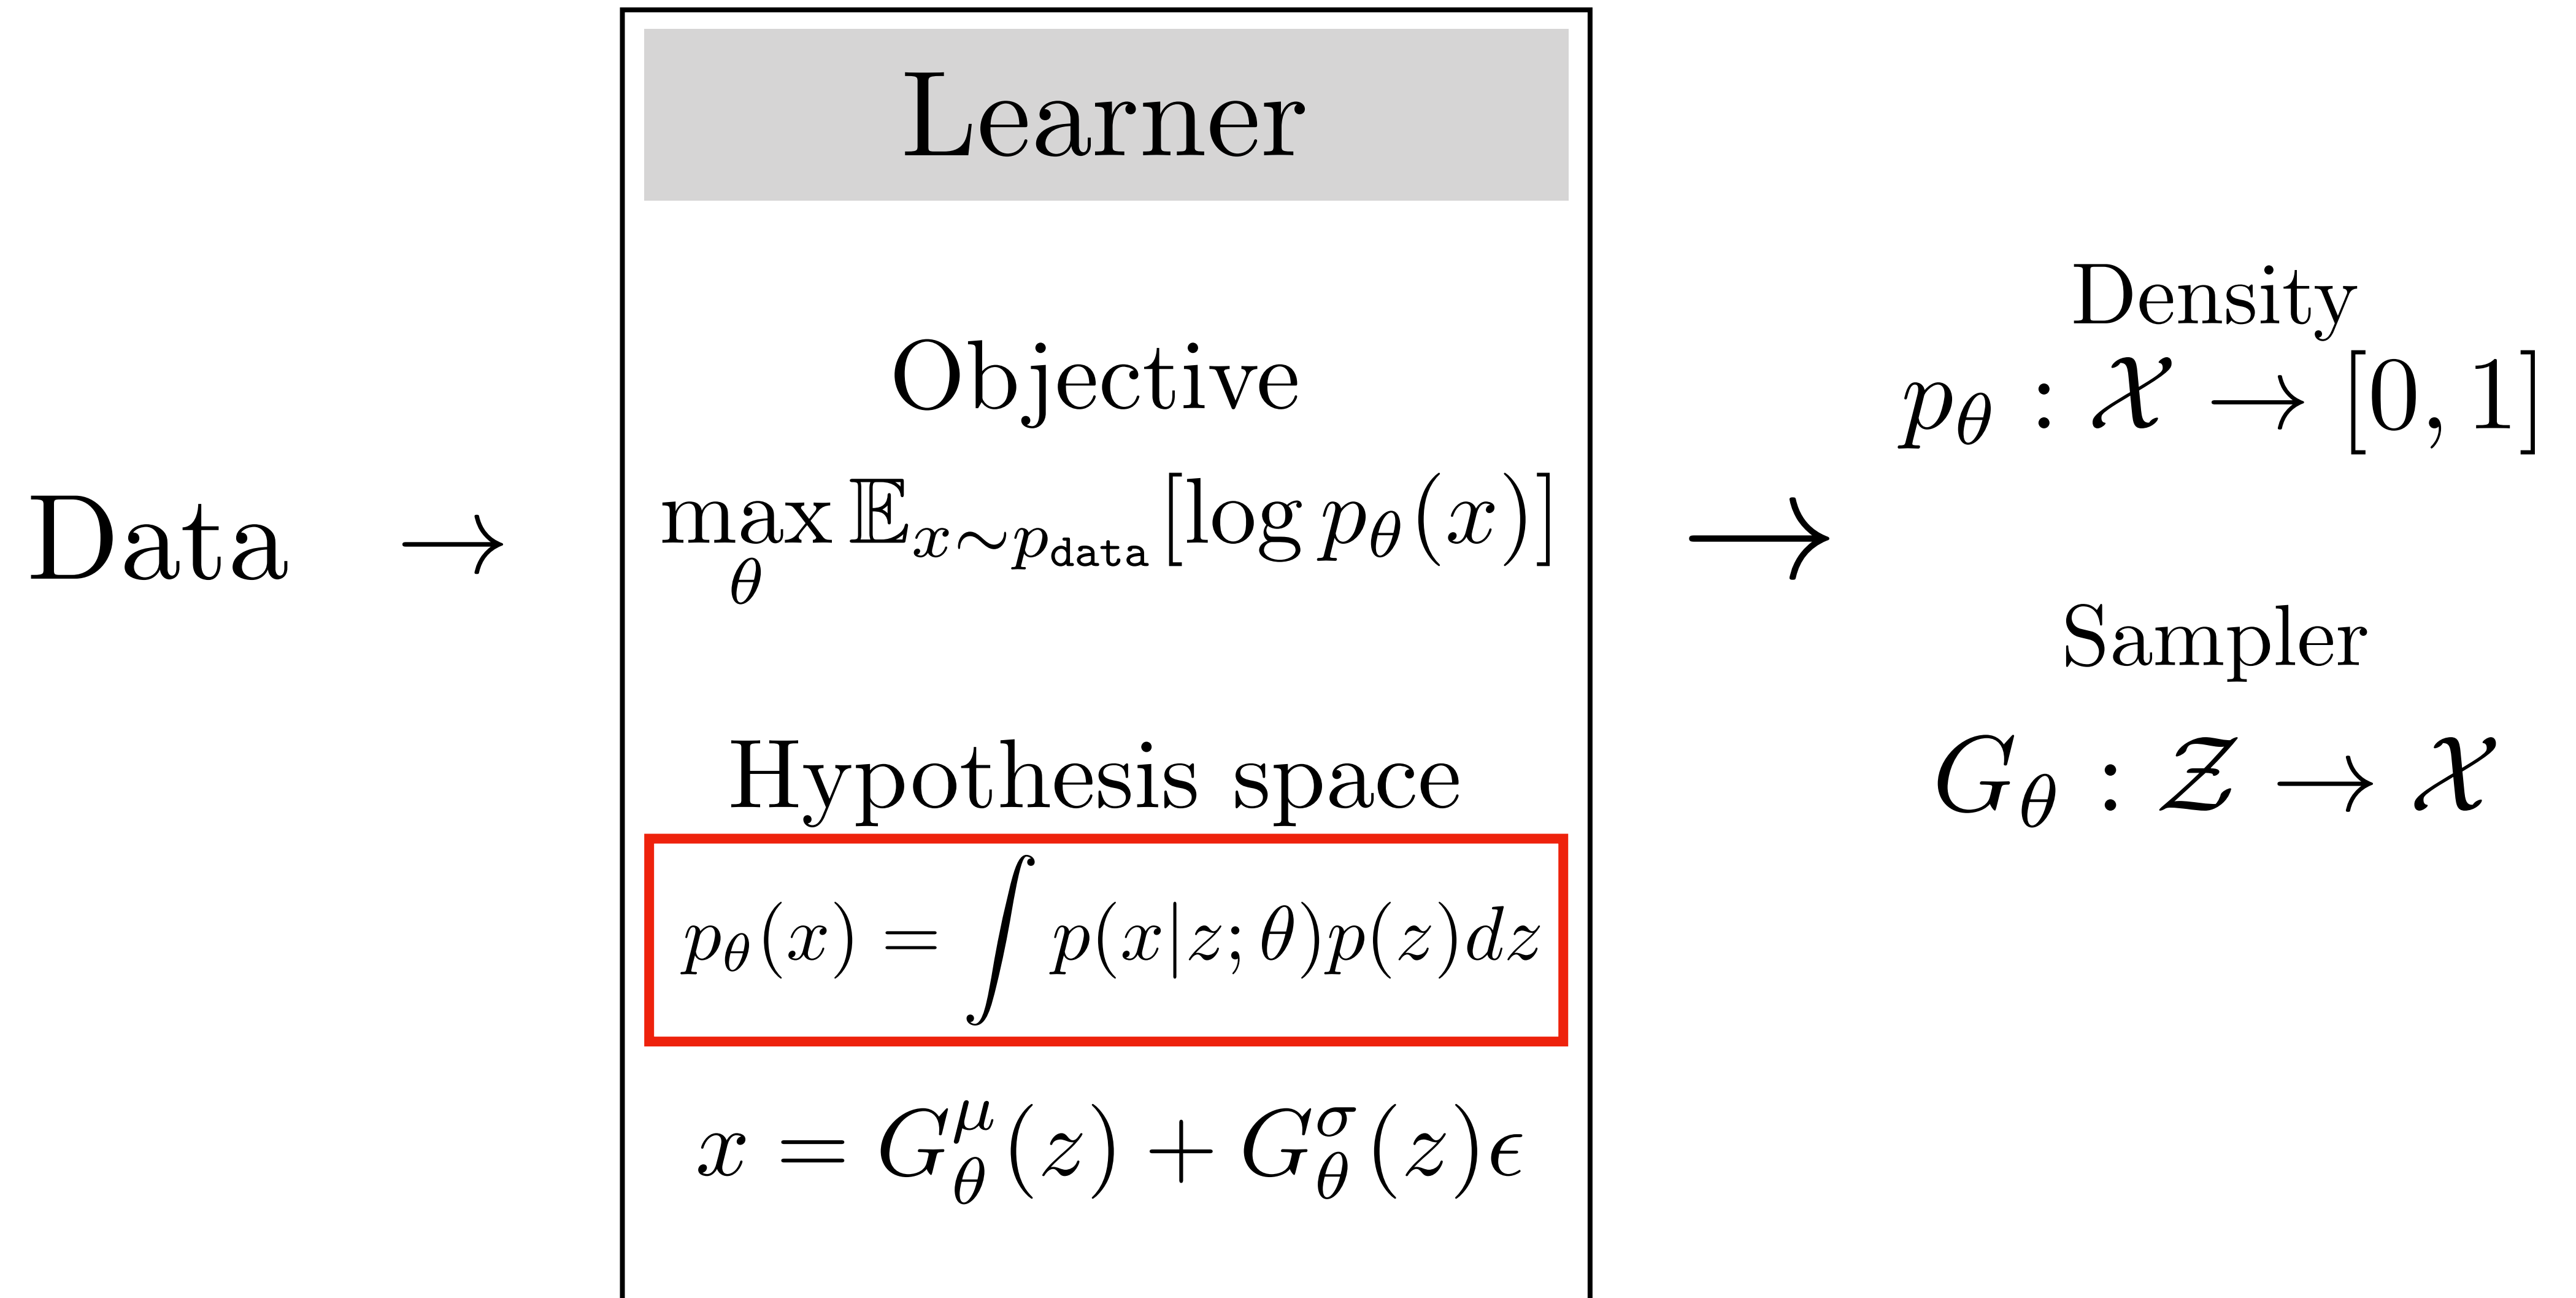 Learner
Objective
max_θ 𝔼_{x∼p_data} [log p_θ(x)]
Hypothesis space
p_θ(x) = ∫ p(x|z; θ)p(z)dz
x = G_θ^μ(z) + G_θ^σ(z)ϵ
Data →
→
Density
p_θ : 𝒳 → [0, 1]
Sampler
G_θ : 𝒵 → 𝒳